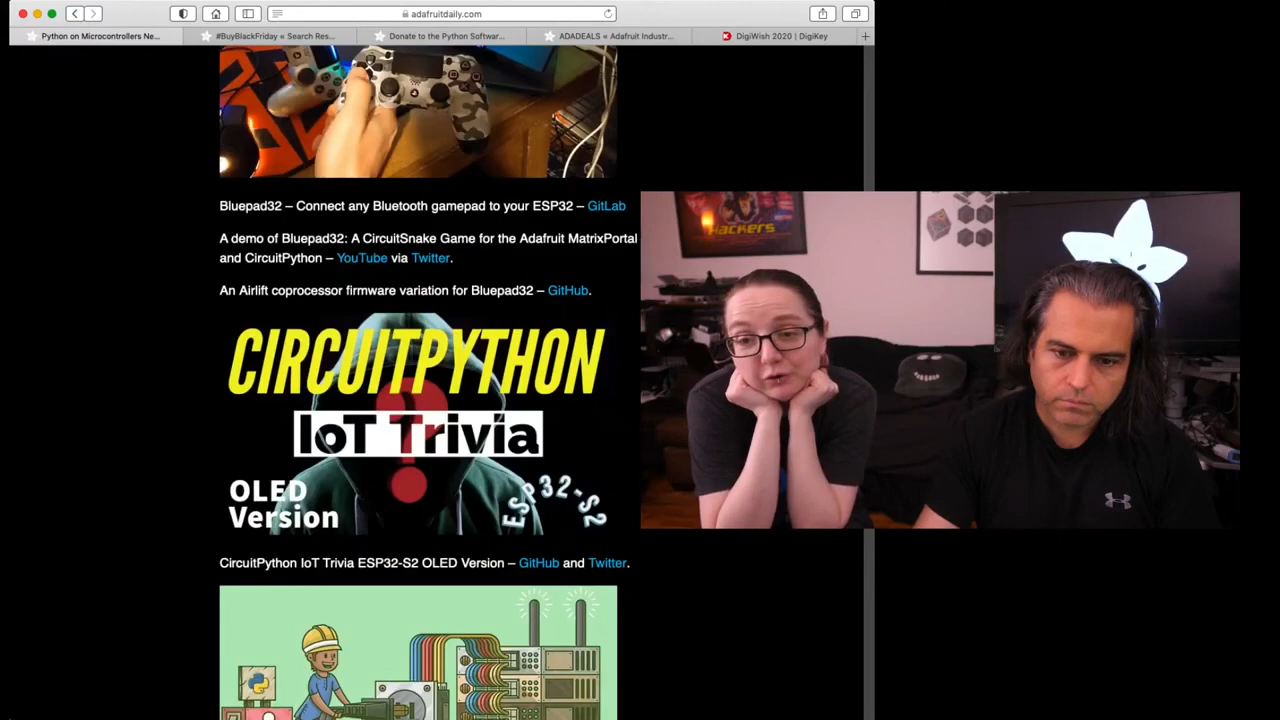 adafruitdaily.com
Python on Microcontrollers Ne...
#BuyBlackFriday « Search Res...
Donate to the Python Softwar...
ADADEALS « Adafruit Industr...
DigiWish 2020 | DigiKey
Bluepad32 – Connect any Bluetooth gamepad to your ESP32 – GitLab
A demo of Bluepad32: A CircuitSnake Game for the Adafruit MatrixPortal
and CircuitPython – YouTube via Twitter.
An Airlift coprocessor firmware variation for Bluepad32 – GitHub.
CIRCUITPYTHON
IoT Trivia
OLED
Version
ESP32-S2
CircuitPython IoT Trivia ESP32-S2 OLED Version – GitHub and Twitter.
Hackers